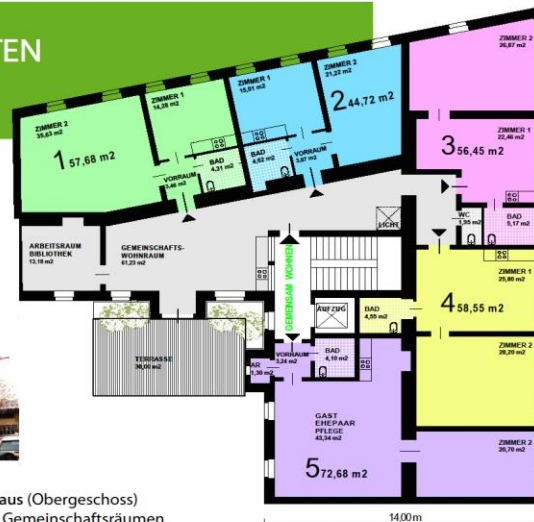 TEN
ZIMMER 2
35,63 m2
1 57,68 m2
ZIMMER 1
14,28 m2
VORRAUM
3,46 m2
BAD
4,31 m2
ZIMMER 1
15,01 m2
BAD
4,62 m2
ZIMMER 2
21,22 m2
2 44,72 m2
VORRAUM
3,87 m2
ZIMMER 2
26,87 m2
ZIMMER 1
22,46 m2
3 56,45 m2
WC
1,95 m2
BAD
5,17 m2
ARBEITSRAUM
BIBLIOTHEK
13,18 m2
GEMEINSCHAFTS-
WOHNRAUM
61,23 m2
LICHT
GEMEINSAM WOHNEN
AUFZUG
ZIMMER 1
25,80 m2
4 58,55 m2
BAD
4,55 m2
ZIMMER 2
28,20 m2
TERRASSE
38,00 m2
AR
1,30 m2
VORRAUM
3,24 m2
BAD
4,10 m2
GAST
EHEPAAR
PFLEGE
43,34 m2
5 72,68 m2
ZIMMER 2
20,70 m2
aus (Obergeschoss)
Gemeinschaftsräumen
14,00 m